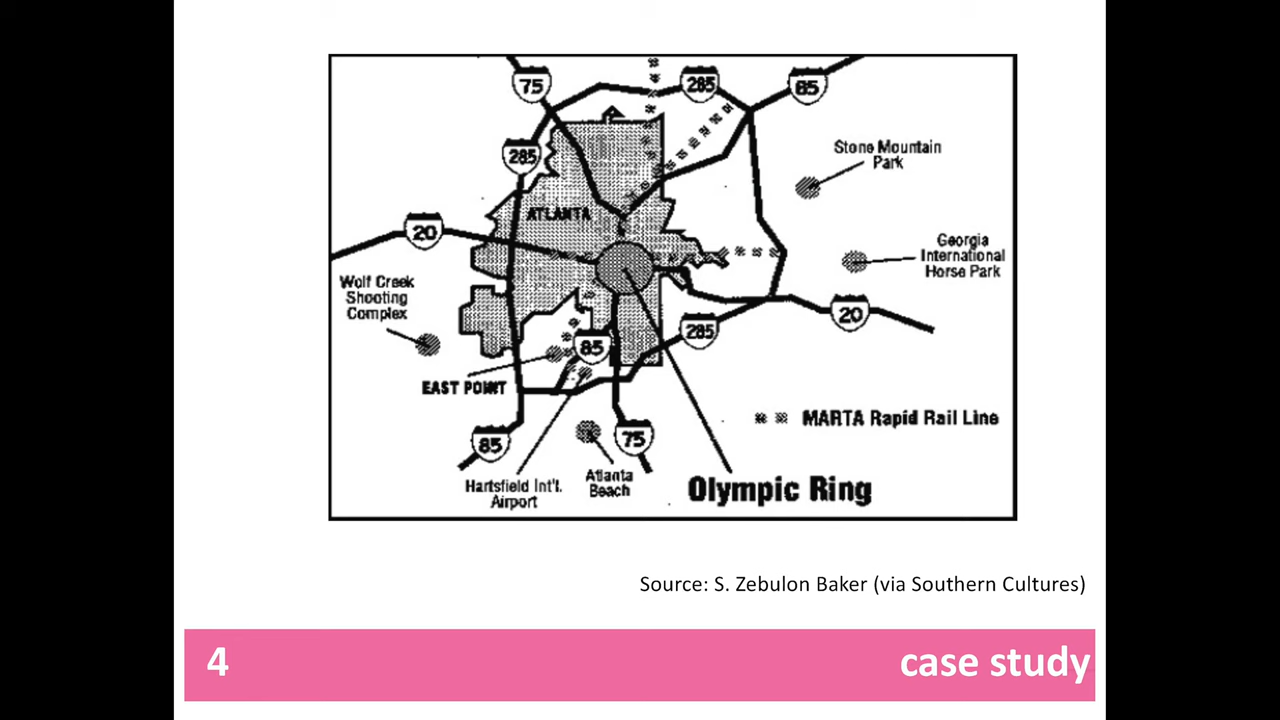 75
285
85
285
Stone Mountain
Park
ATLANTA
20
Georgia
International
Horse Park
Wolf Creek
Shooting
Complex
20
285
85
EAST POINT
MARTA Rapid Rail Line
85
75
Hartsfield Int'l.
Airport
Atlanta
Beach
Olympic Ring
Source: S. Zebulon Baker (via Southern Cultures)
4
case study